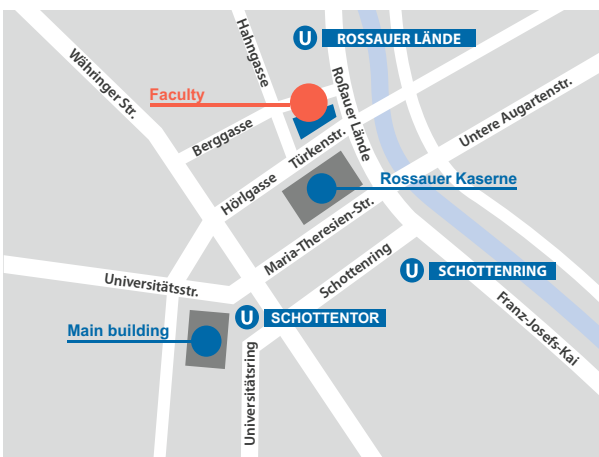 U ROSSAUER LÄNDE
Hahngasse
Währinger Str.
Faculty
Roßauer Lände
Berggasse
Türkenstr.
Untere Augartenstr.
Hörlgasse
Rossauer Kaserne
Maria-Theresien-Str.
Schottenring
U SCHOTTENRING
Universitätsstr.
Franz-Josefs-Kai
U SCHOTTENTOR
Main building
Universitätsring